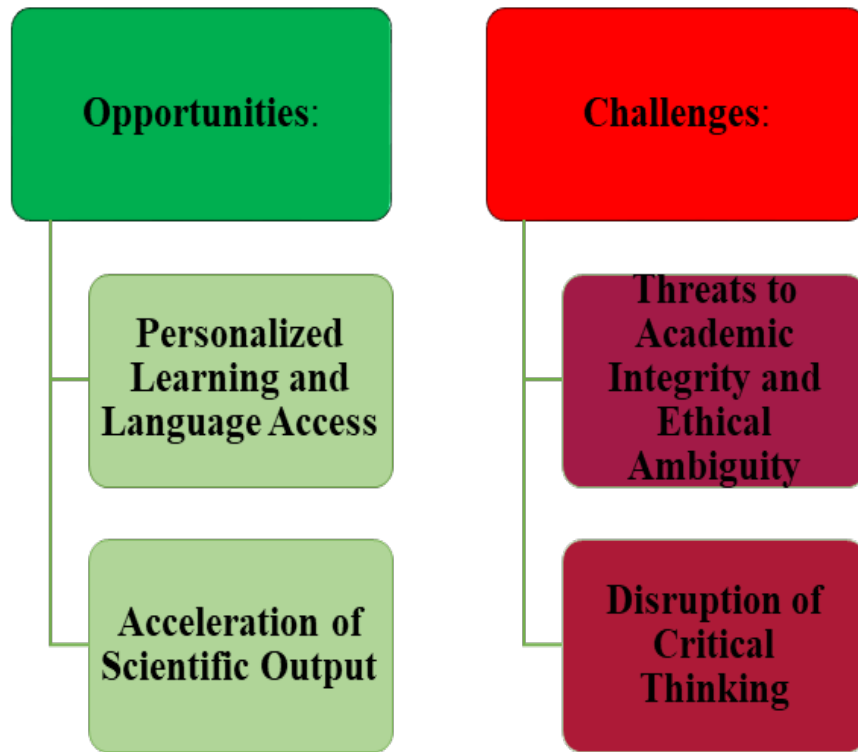 Opportunities:
Personalized
Learning and
Language Access
Acceleration of
Scientific Output
Challenges:
Threats to
Academic
Integrity and
Ethical
Ambiguity
Disruption of
Critical
Thinking